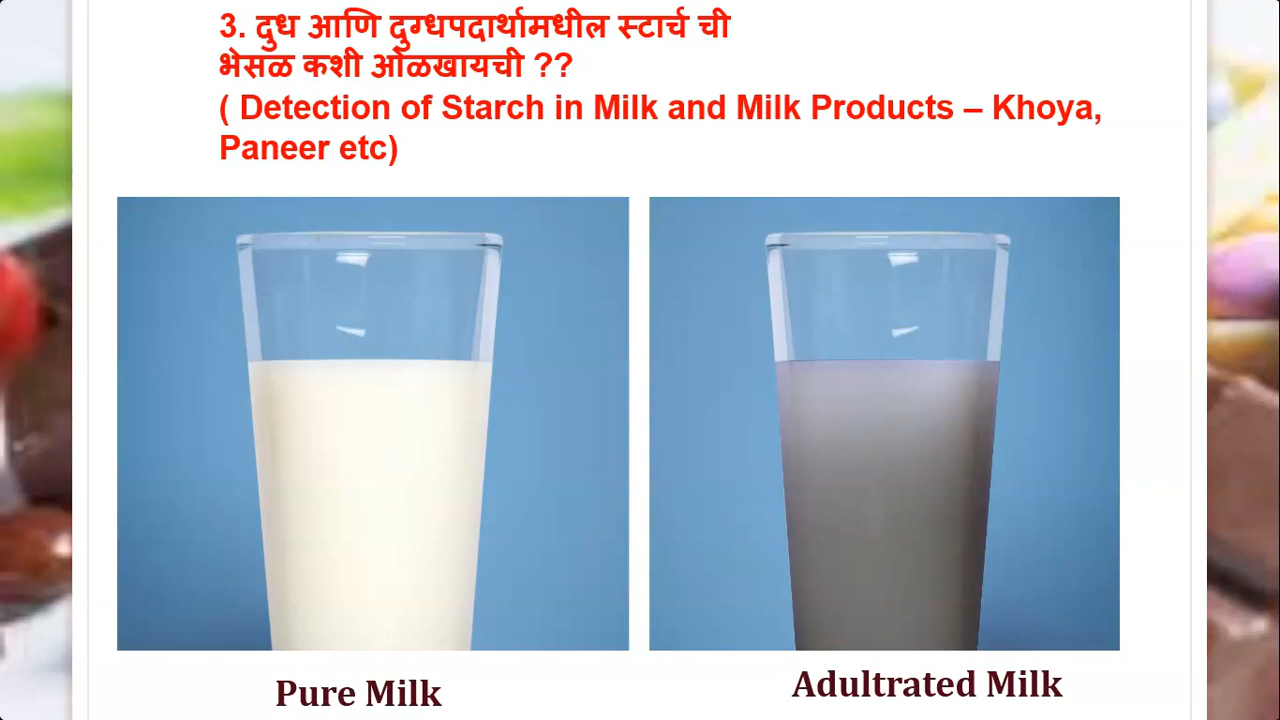 3. दुध आणि दुग्धपदार्थामधील स्टार्च ची
भेसळ कशी ओळखायची ??
( Detection of Starch in Milk and Milk Products – Khoya,
Paneer etc)
Pure Milk
Adultrated Milk